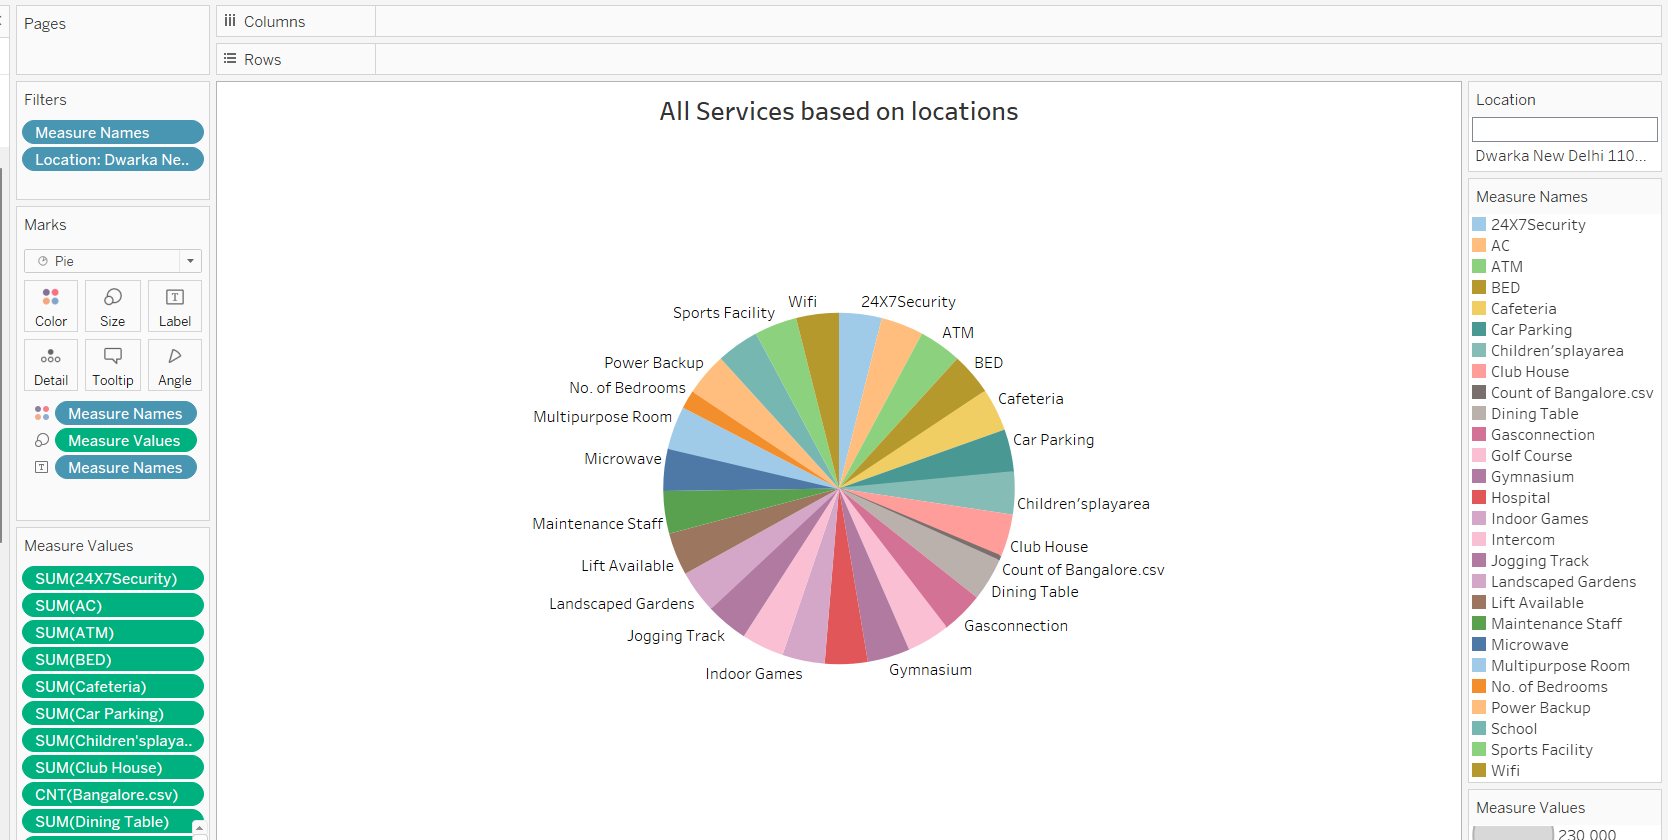 Pages
Columns
Rows
Filters
Measure Names
Location: Dwarka Ne..
Marks
Pie
Color
Size
Label
Detail
Tooltip
Angle
Measure Names
Measure Values
Measure Names
Measure Values
SUM(24X7Security)
SUM(AC)
SUM(ATM)
SUM(BED)
SUM(Cafeteria)
SUM(Car Parking)
SUM(Children'splaya..
SUM(Club House)
CNT(Bangalore.csv)
SUM(Dining Table)
All Services based on locations
Wifi
24X7Security
Sports Facility
ATM
Power Backup
BED
No. of Bedrooms
Cafeteria
Multipurpose Room
Car Parking
Microwave
Children'splayarea
Maintenance Staff
Club House
Lift Available
Count of Bangalore.csv
Dining Table
Landscaped Gardens
Gasconnection
Jogging Track
Indoor Games
Gymnasium
Location
Dwarka New Delhi 110...
Measure Names
24X7Security
AC
ATM
BED
Cafeteria
Car Parking
Children'splayarea
Club House
Count of Bangalore.csv
Dining Table
Gasconnection
Golf Course
Gymnasium
Hospital
Indoor Games
Intercom
Jogging Track
Landscaped Gardens
Lift Available
Maintenance Staff
Microwave
Multipurpose Room
No. of Bedrooms
Power Backup
School
Sports Facility
Wifi
Measure Values
230,000